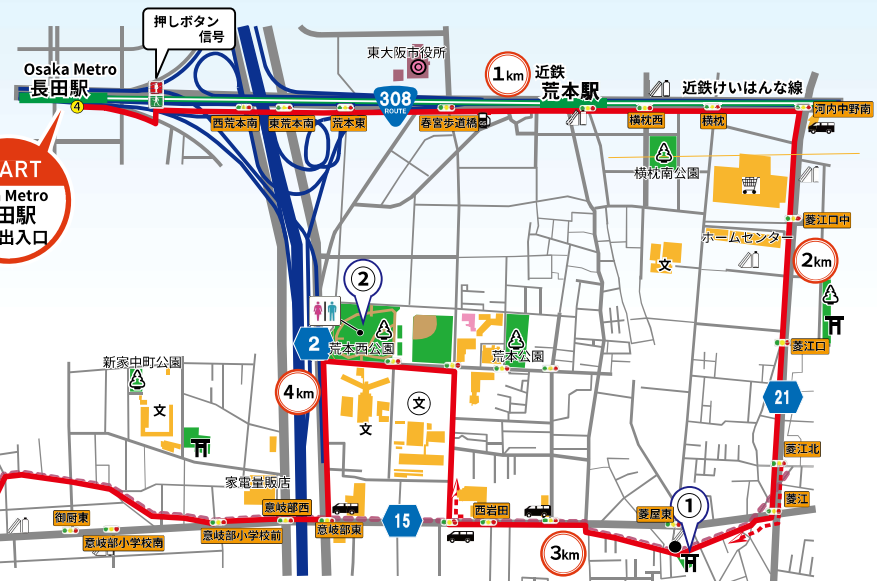 押しボタン
信号
東大阪市役所
1km
Osaka Metro
長田駅
4
308
ROUTE
近鉄
荒本駅
近鉄けいはんな線
西荒本南
東荒本南
荒本東
春宮歩道橋
横枕西
横枕
河内中野南
ART
Metro
田駅
出入口
横枕南公園
菱江口中
ホームセンター
文
2km
2
荒本西公園
荒本公園
2
菱江口
新家中町公園
4km
21
文
文
文
菱江北
家電量販店
菱江
意岐部西
西岩田
菱屋東
1
御厨東
意岐部小学校南
意岐部小学校前
意岐部東
15
3km